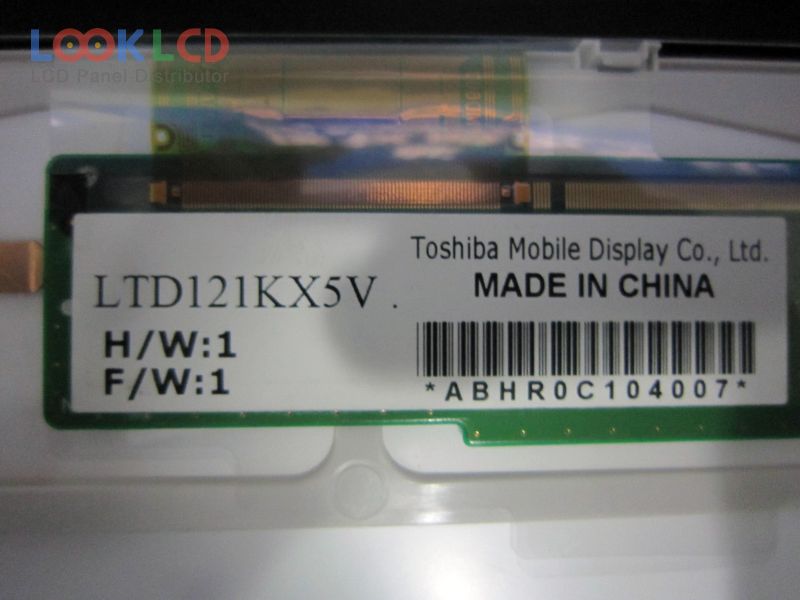 LOOKLCD
LCD Panel Distributor
Toshiba Mobile Display Co., Ltd.
MADE IN CHINA
LTD121KX5V .
H/W:1
F/W:1
*ABHR0C104007*